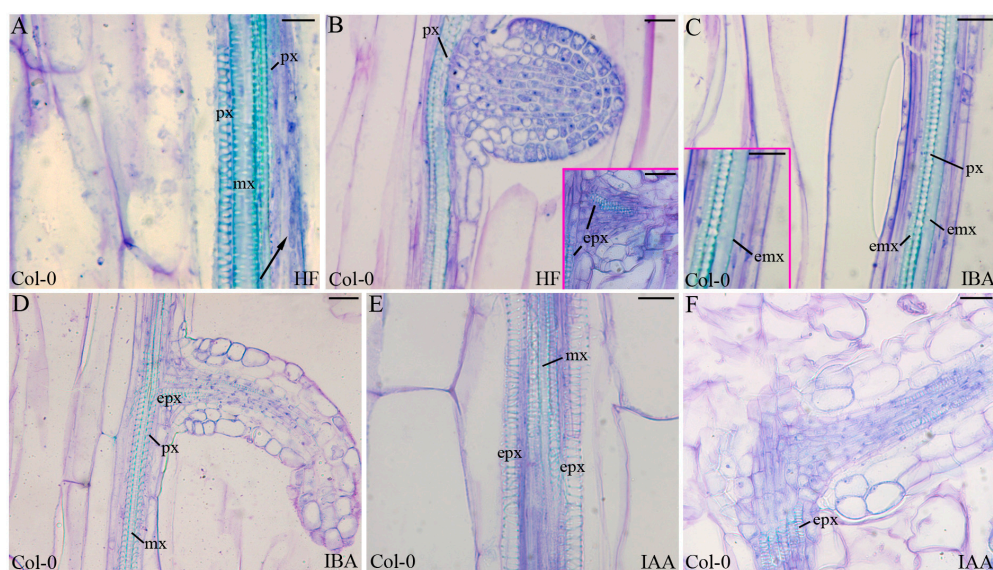 A
px
px
mx
Col-0
HF
B
px
epx
Col-0
HF
C
px
emx
emx
emx
Col-0
IBA
D
epx
px
mx
Col-0
IBA
E
mx
epx
epx
Col-0
IAA
F
epx
Col-0
IAA